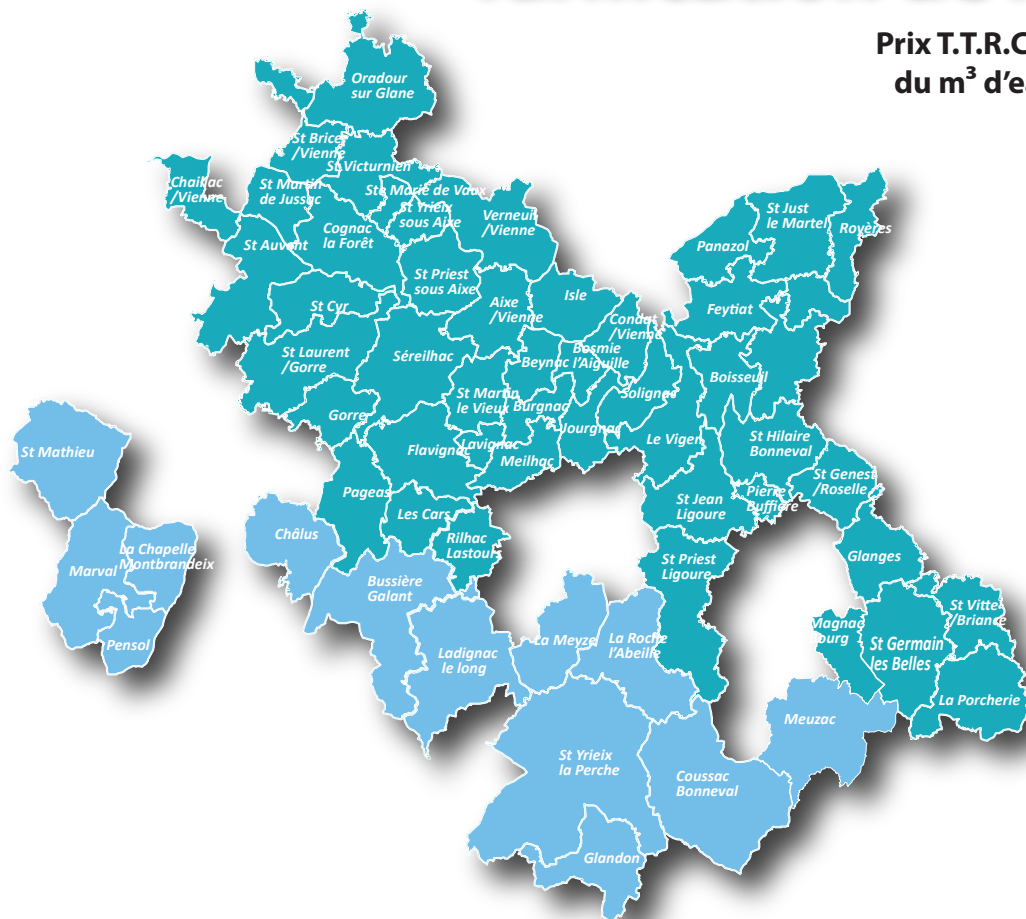 Prix T.T.R.C
du m³ d'e
Oradour
sur Glane
St Brice
/Vienne
St Victurnien
Chaillac
/Vienne
St Martin
de Jussac
Ste Marie de Vaux
St Yrieix
sous Aixe
Verneuil
/Vienne
Cognac
la Forêt
St Auvent
St Just
le Martel
Royères
Panazol
St Priest
sous Aixe
St Cyr
Aixe
/Vienne
Isle
Feytiat
Condat
/Vienne
St Laurent
/Gorre
Séreilhac
Beynac
Bosmie
l'Aiguille
Boisseuil
St Martin
le Vieux
Burgnac
Solignac
Gorre
Jourgnac
Le Vigen
St Hilaire
Bonneval
Lavignac
Flavignac
Meilhac
St Mathieu
St Genest
/Roselle
Pageas
St Jean
Ligoure
Pierre
Buffière
Les Cars
Châlus
Rilhac
Lastour
La Chapelle
Montbrandeix
Marval
St Priest
Ligoure
Glanges
Bussière
Galant
St Vitte
/Briance
Magnac
ourg
St Germain
les Belles
Pensol
La Meyze
La Roche
l'Abeille
Ladignac
le long
La Porcherie
Meuzac
St Yrieix
la Perche
Coussac
Bonneval
Glandon